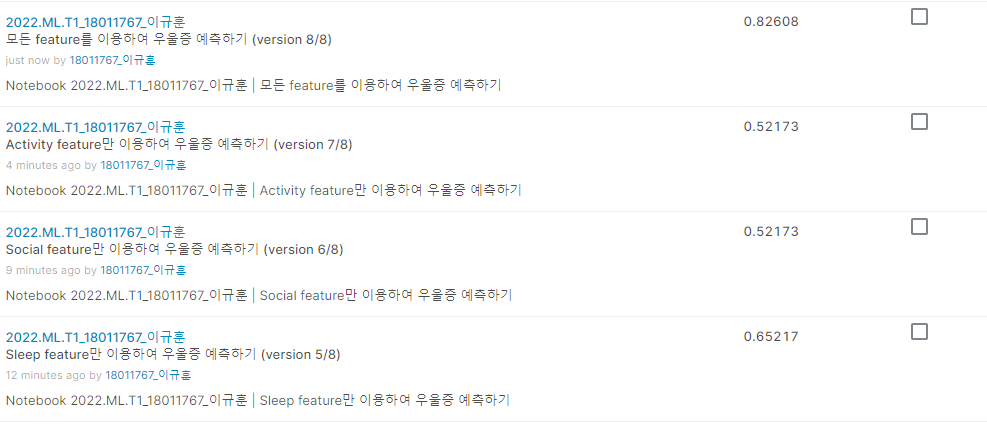 2022.ML.T1_18011767_이규훈
0.82608
모든 feature를 이용하여 우울증 예측하기 (version 8/8)
just now by 18011767_이규훈
Notebook 2022.ML.T1_18011767_이규훈 | 모든 feature를 이용하여 우울증 예측하기
2022.ML.T1_18011767_이규훈
0.52173
Activity feature만 이용하여 우울증 예측하기 (version 7/8)
4 minutes ago by 18011767_이규훈
Notebook 2022.ML.T1_18011767_이규훈 | Activity feature만 이용하여 우울증 예측하기
2022.ML.T1_18011767_이규훈
0.52173
Social feature만 이용하여 우울증 예측하기 (version 6/8)
9 minutes ago by 18011767_이규훈
Notebook 2022.ML.T1_18011767_이규훈 | Social feature만 이용하여 우울증 예측하기
2022.ML.T1_18011767_이규훈
0.65217
Sleep feature만 이용하여 우울증 예측하기 (version 5/8)
12 minutes ago by 18011767_이규훈
Notebook 2022.ML.T1_18011767_이규훈 | Sleep feature만 이용하여 우울증 예측하기